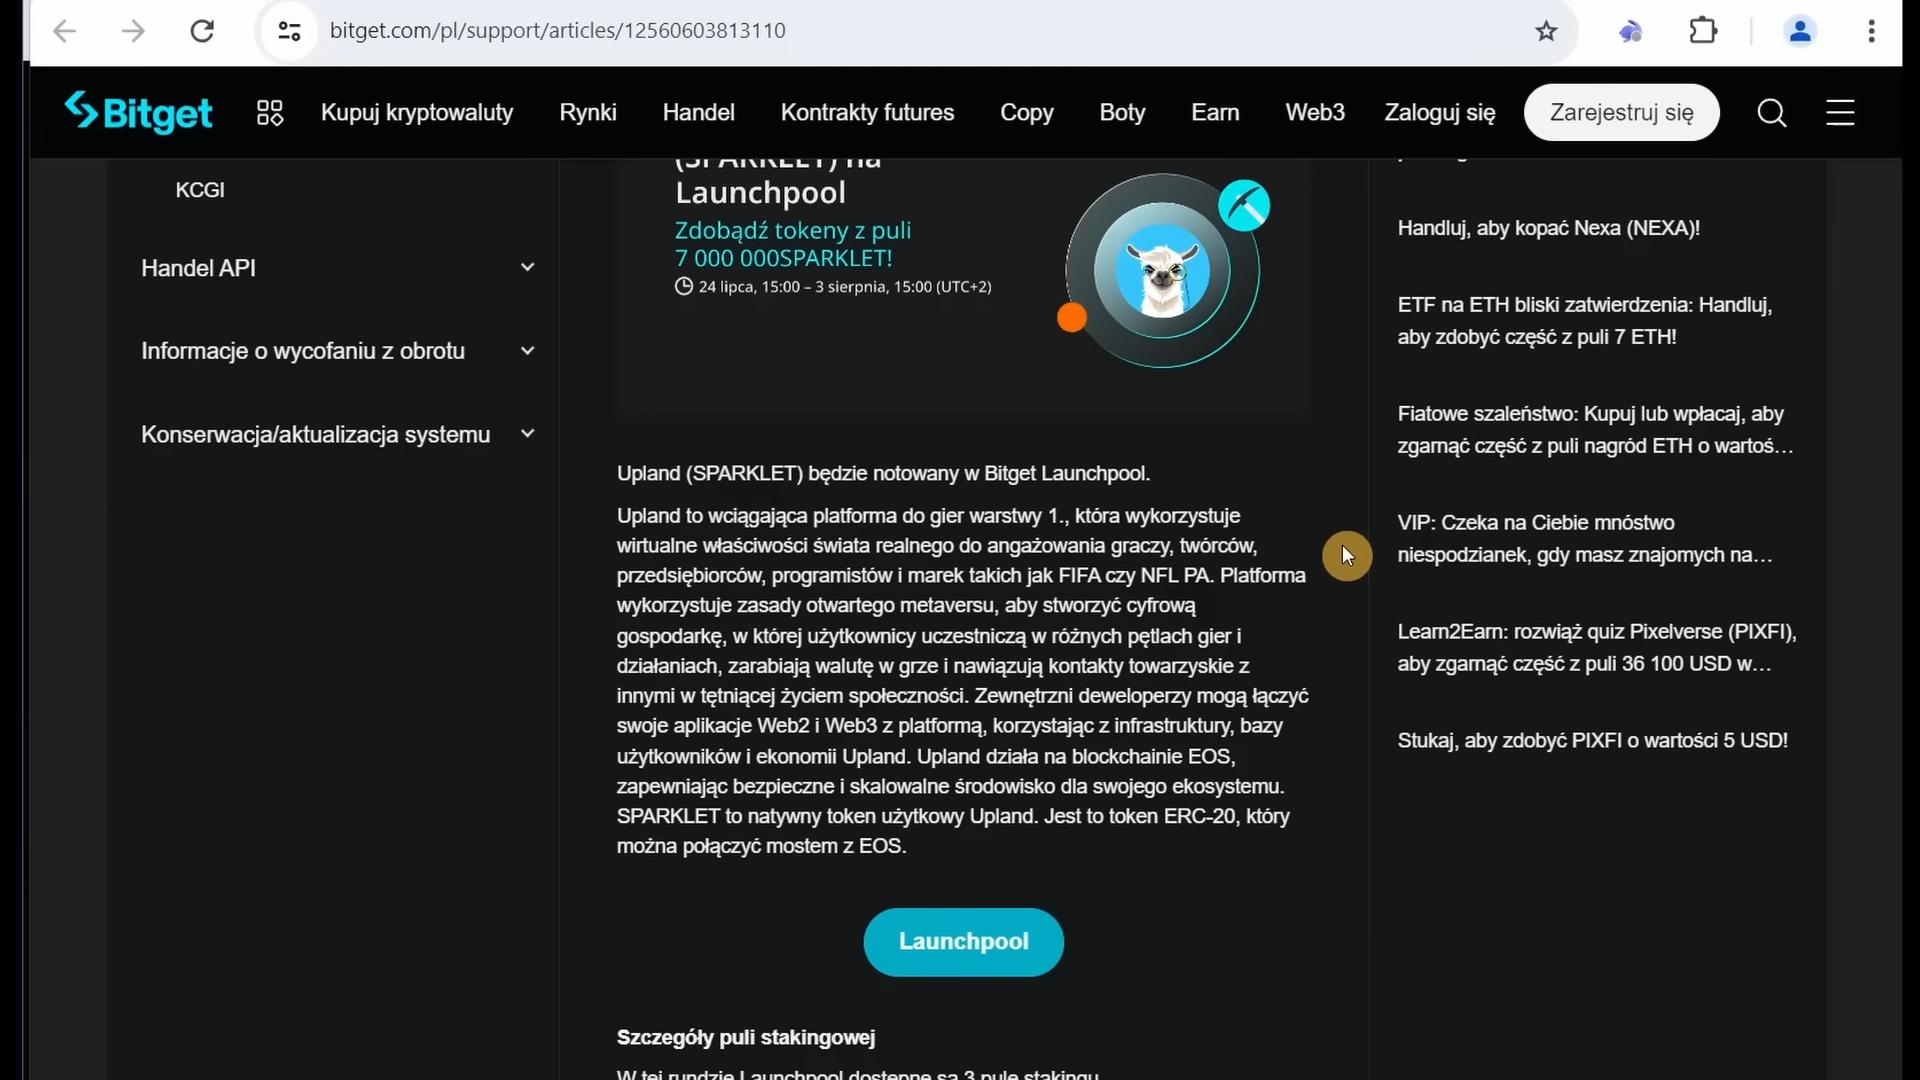 bitget.com/pl/support/articles/12560603813110
Bitget
Kupuj kryptowaluty
Rynki
Handel
Kontrakty futures
Copy
Boty
Earn
Web3
Zaloguj się
Zarejestruj się
KCGI
Handel API
Informacje o wycofaniu z obrotu
Konserwacja/aktualizacja systemu
(SPARKLET) na
Launchpool
Zdobądź tokeny z puli
7 000 000SPARKLET!
24 lipca, 15:00 – 3 sierpnia, 15:00 (UTC+2)
Upland (SPARKLET) będzie notowany w Bitget Launchpool.
Upland to wciągająca platforma do gier warstwy 1., która wykorzystuje
wirtualne właściwości świata realnego do angażowania graczy, twórców,
przedsiębiorców, programistów i marek takich jak FIFA czy NFL PA. Platforma
wykorzystuje zasady otwartego metaversu, aby stworzyć cyfrową
gospodarkę, w której użytkownicy uczestniczą w różnych pętlach gier i
działaniach, zarabiają walutę w grze i nawiązują kontakty towarzyskie z
innymi w tętniącej życiem społeczności. Zewnętrzni deweloperzy mogą łączyć
swoje aplikacje Web2 i Web3 z platformą, korzystając z infrastruktury, bazy
użytkowników i ekonomii Upland. Upland działa na blockchainie EOS,
zapewniając bezpieczne i skalowalne środowisko dla swojego ekosystemu.
SPARKLET to natywny token użytkowy Upland. Jest to token ERC-20, który
można połączyć mostem z EOS.
Launchpool
Szczegóły puli stakingowej
W tej rundzie Launchpool dostępne są 3 pule stakingu
Handluj, aby kopać Nexa (NEXA)!
ETF na ETH bliski zatwierdzenia: Handluj,
aby zdobyć część z puli 7 ETH!
Fiatowe szaleństwo: Kupuj lub wpłacaj, aby
zgarnąć część z puli nagród ETH o wartoś…
VIP: Czeka na Ciebie mnóstwo
niespodzianek, gdy masz znajomych na…
Learn2Earn: rozwiąż quiz Pixelverse (PIXFI),
aby zgarnąć część z puli 36 100 USD w…
Stukaj, aby zdobyć PIXFI o wartości 5 USD!